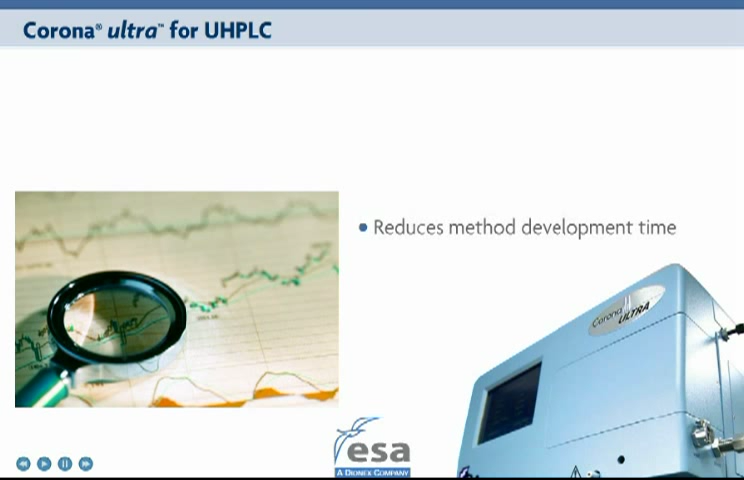 Corona® ultra™ for UHPLC
• Reduces method development time
Corona ULTRA
esa
A DIONEX COMPANY